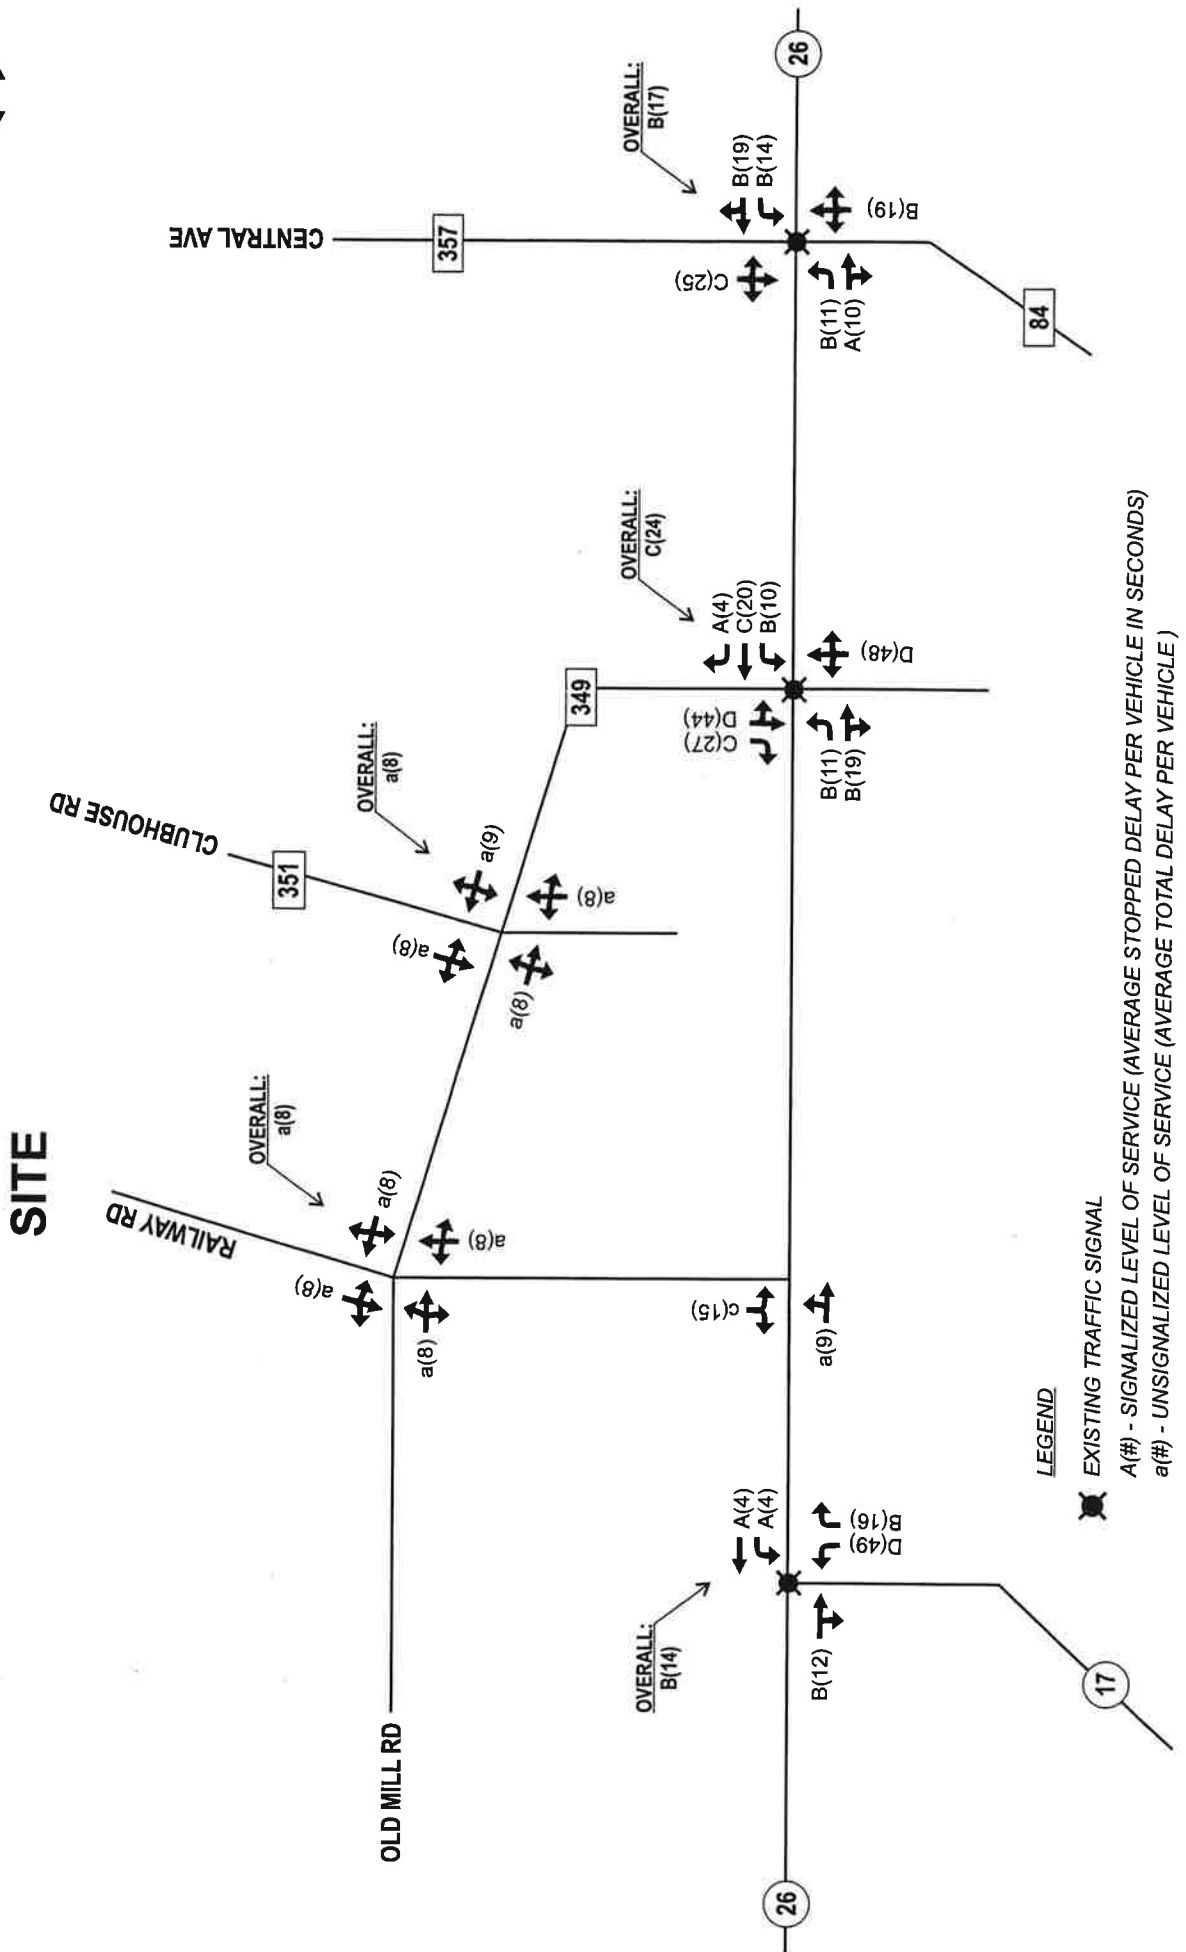 SITE
RAILWAY RD
CLUBHOUSE RD
CENTRAL AVE
351
357
OVERALL:
a(8)
OVERALL:
a(8)
a(8)
a(8)
a(8)
a(8)
a(8)
a(9)
a(8)
a(8)
OLD MILL RD
349
OVERALL:
B(14)
OVERALL:
C(24)
OVERALL:
B(17)
A(4)
A(4)
B(12)
D(49)
B(16)
c(15)
a(9)
C(27)
D(44)
A(4)
C(20)
B(10)
B(11)
B(19)
D(48)
C(25)
B(19)
B(14)
B(11)
A(10)
B(19)
26
26
17
84
LEGEND
EXISTING TRAFFIC SIGNAL
A(#) - SIGNALIZED LEVEL OF SERVICE (AVERAGE STOPPED DELAY PER VEHICLE IN SECONDS)
a(#) - UNSIGNALIZED LEVEL OF SERVICE (AVERAGE TOTAL DELAY PER VEHICLE )